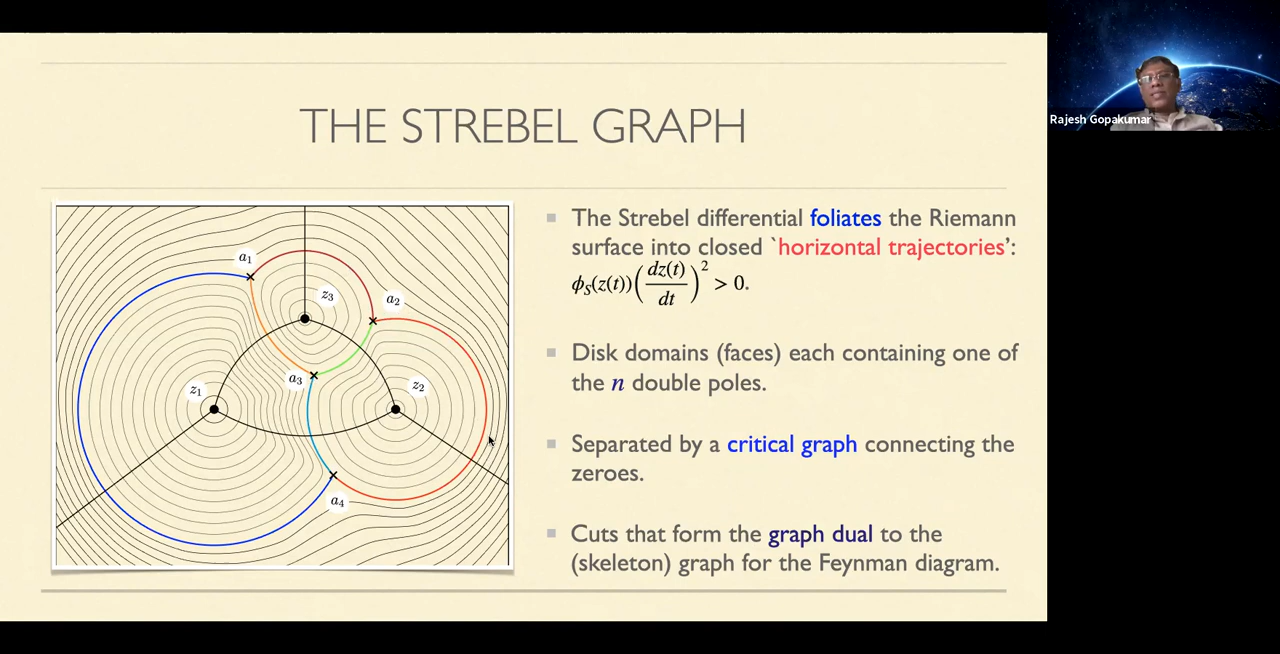 THE STREBEL GRAPH
a₁
z₃
a₂
a₃
z₁
z₂
a₄
The Strebel differential foliates the Riemann
surface into closed `horizontal trajectories':
ϕ_S(z(t))(dz(t)/dt)² > 0.
Disk domains (faces) each containing one of
the n double poles.
Separated by a critical graph connecting the
zeroes.
Cuts that form the graph dual to the
(skeleton) graph for the Feynman diagram.
Rajesh Gopakumar